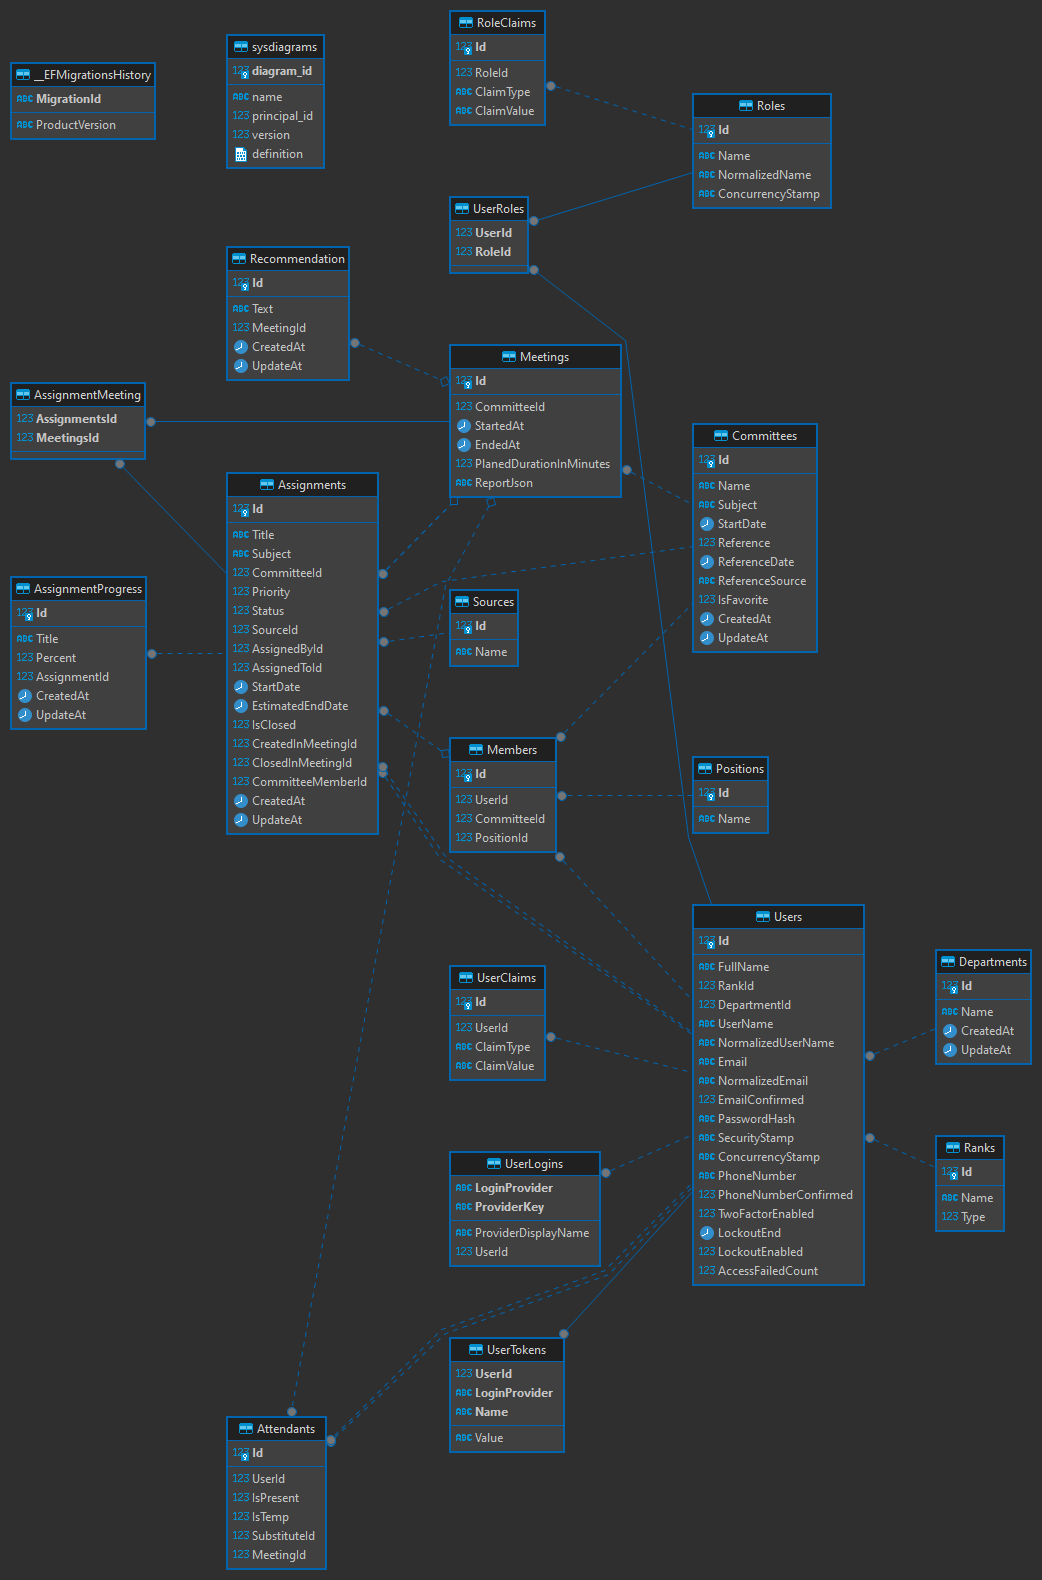 __EFMigrationsHistory
ABC MigrationId
ABC ProductVersion
sysdiagrams
123 diagram_id
ABC name
123 principal_id
123 version
definition
RoleClaims
123 Id
123 RoleId
ABC ClaimType
ABC ClaimValue
Roles
123 Id
ABC Name
ABC NormalizedName
ABC ConcurrencyStamp
UserRoles
123 UserId
123 RoleId
Recommendation
123 Id
ABC Text
123 MeetingId
CreatedAt
UpdateAt
Meetings
123 Id
123 CommitteeId
StartedAt
EndedAt
123 PlanedDurationInMinutes
ABC ReportJson
AssignmentMeeting
123 AssignmentsId
123 MeetingsId
Committees
123 Id
ABC Name
ABC Subject
StartDate
123 Reference
ReferenceDate
ABC ReferenceSource
123 IsFavorite
CreatedAt
UpdateAt
Assignments
123 Id
ABC Title
ABC Subject
123 CommitteeId
123 Priority
123 Status
123 SourceId
123 AssignedById
123 AssignedToId
StartDate
EstimatedEndDate
123 IsClosed
123 CreatedInMeetingId
123 ClosedInMeetingId
123 CommitteeMemberId
CreatedAt
UpdateAt
AssignmentProgress
123 Id
ABC Title
123 Percent
123 AssignmentId
CreatedAt
UpdateAt
Sources
123 Id
ABC Name
Members
123 Id
123 UserId
123 CommitteeId
123 PositionId
Positions
123 Id
ABC Name
Users
123 Id
ABC FullName
123 RankId
123 DepartmentId
ABC UserName
ABC NormalizedUserName
ABC Email
ABC NormalizedEmail
123 EmailConfirmed
ABC PasswordHash
ABC SecurityStamp
ABC ConcurrencyStamp
ABC PhoneNumber
123 PhoneNumberConfirmed
123 TwoFactorEnabled
LockoutEnd
123 LockoutEnabled
123 AccessFailedCount
Departments
123 Id
ABC Name
CreatedAt
UpdateAt
UserClaims
123 Id
123 UserId
ABC ClaimType
ABC ClaimValue
Ranks
123 Id
ABC Name
123 Type
UserLogins
ABC LoginProvider
ABC ProviderKey
ABC ProviderDisplayName
123 UserId
UserTokens
123 UserId
ABC LoginProvider
ABC Name
ABC Value
Attendants
123 Id
123 UserId
123 IsPresent
123 IsTemp
123 SubstituteId
123 MeetingId